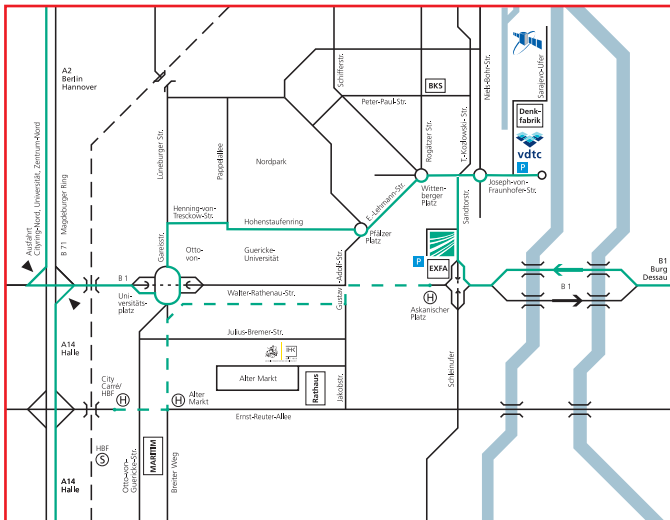 A2
Berlin
Hannover
Schifferstr.
BKS
Peter-Paul-Str.
Niels-Bohr-Str.
Sarajevo-Ufer
Denk-
fabrik
vdtc
P
Lüneburger Str.
Pappelallee
Nordpark
Rogätzer Str.
T.-Kozlowski- Str.
Witten-
berger
Platz
Joseph-von-
Fraunhofer-Str.
Ausfahrt
Cityring-Nord, Universität, Zentrum-Nord
B 71 Magdeburger Ring
Henning-von-
Tresckow-Str.
Hohenstaufenring
E.-Lehmann-Str.
Pfälzer
Platz
Sandtorstr.
Gareisstr.
Otto-
von-
Guericke-
Universität
Gustav-Adolf-Str.
P
EXFA
B1
Burg
Dessau
B 1
B 1
Uni-
versitäts-
platz
Walter-Rathenau-Str.
H
Askanischer
Platz
Julius-Bremer-Str.
IHK
A14
Halle
City
Carré/
HBF
H
H
Alter
Markt
Alter Markt
Rathaus
Jakobstr.
Schleinufer
Ernst-Reuter-Allee
HBF
S
A14
Halle
Otto-von-
Guericke-Str.
MARITIM
Breiter Weg